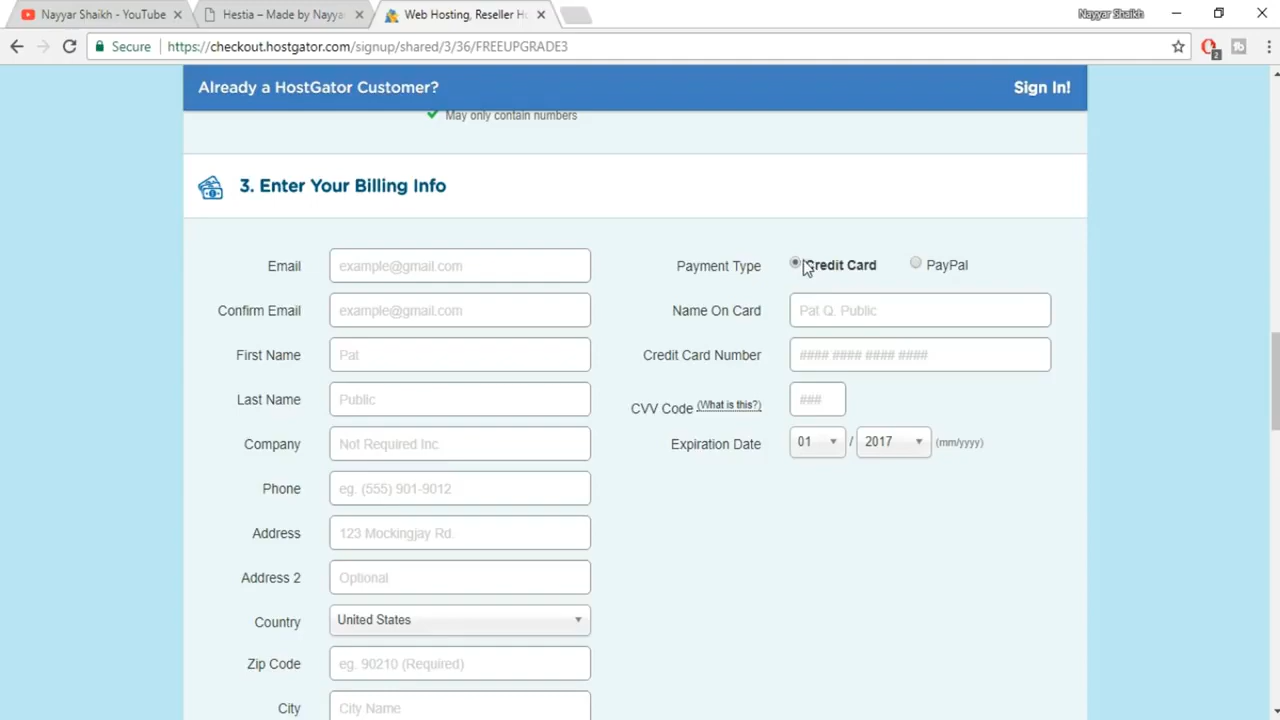 Nayyar Shaikh - YouTube
Hestia – Made by Nayya
Web Hosting, Reseller Ho
Nayyar Shaikh
Secure
https://checkout.hostgator.com/signup/shared/3/36/FREEUPGRADE3
2
Already a HostGator Customer?
Sign In!
May only contain numbers
3. Enter Your Billing Info
Email
example@gmail.com
Confirm Email
example@gmail.com
First Name
Pat
Last Name
Public
Company
Not Required Inc.
Phone
eg. (555) 901-9012
Address
123 Mockingjay Rd.
Address 2
Optional
Country
United States
Zip Code
eg. 90210 (Required)
City
City Name
Payment Type
Credit Card
PayPal
Name On Card
Pat Q. Public
Credit Card Number
#### #### #### ####
CVV Code (What is this?)
###
Expiration Date
01 / 2017 (mm/yyyy)